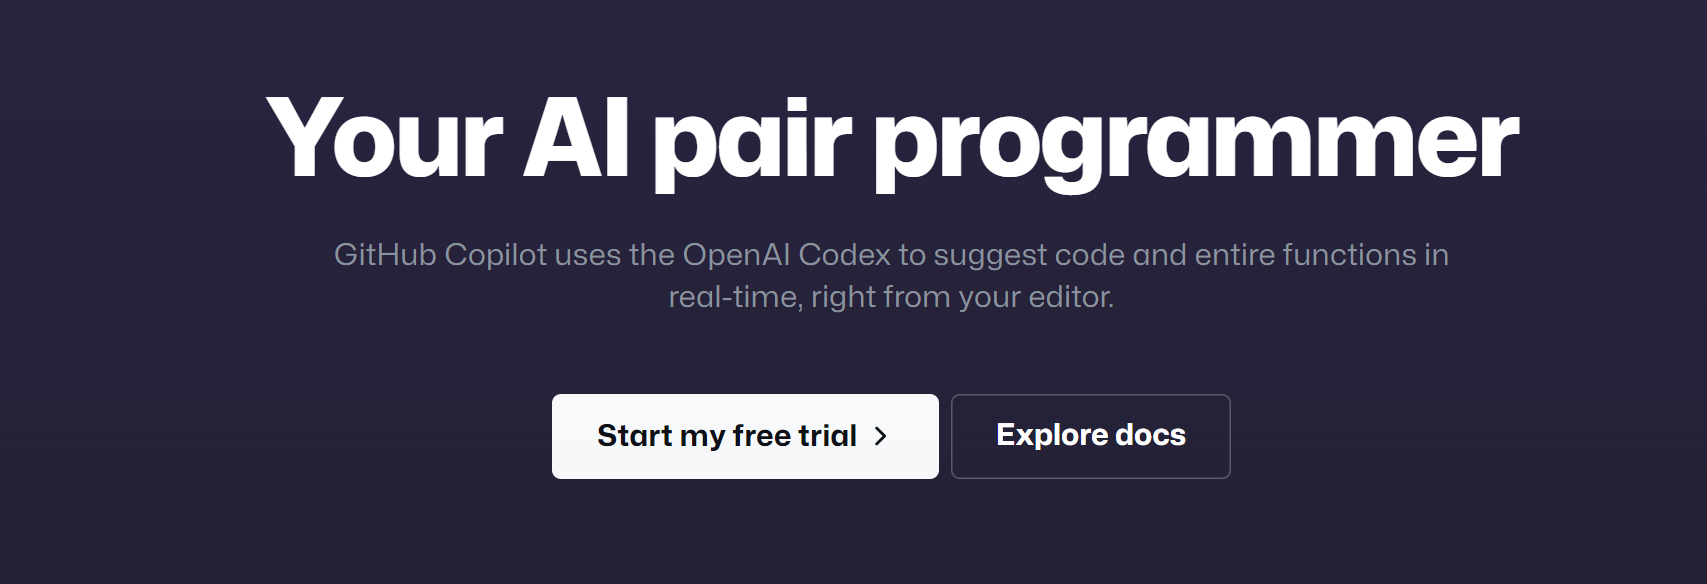 Your AI pair programmer
GitHub Copilot uses the OpenAI Codex to suggest code and entire functions in
real-time, right from your editor.
Start my free trial
Explore docs